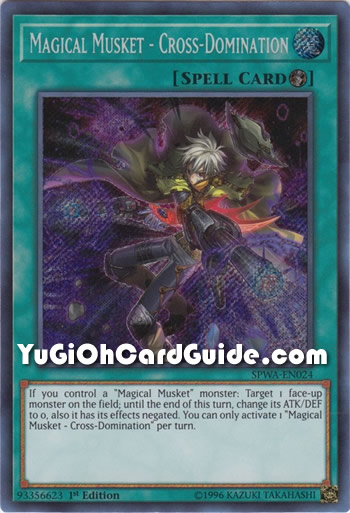 MAGICAL MUSKET - CROSS-DOMINATION
[SPELL CARD]
YuGiOhCardGuide.com
SPWA-EN024
If you control a "Magical Musket" monster: Target 1 face-up
monster on the field; until the end of this turn, change its ATK/DEF
to 0, also it has its effects negated. You can only activate 1 "Magical
Musket - Cross-Domination" per turn.
93356623 1st Edition ©1996 KAZUKI TAKAHASHI